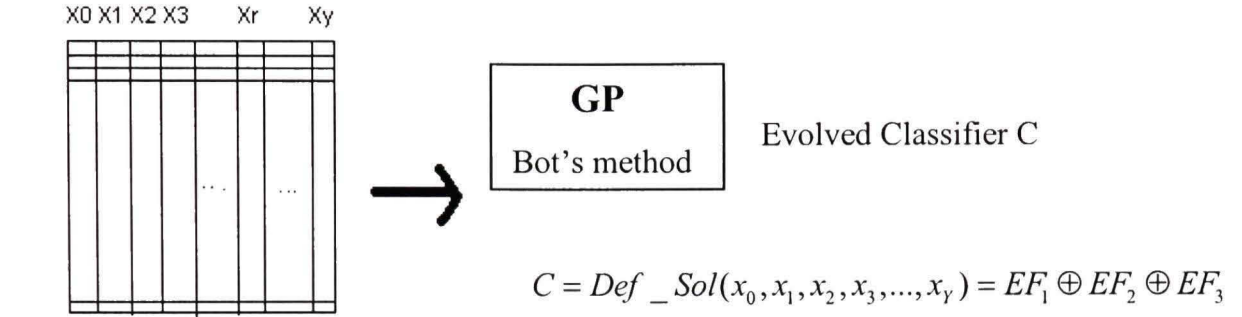 X0 X1 X2 X3 Xr Xy
... ...
GP
Bot's method
Evolved Classifier C
C = Def _ Sol(x₀, x₁, x₂, x₃,..., x_Y) = EF₁ ⊕ EF₂ ⊕ EF₃